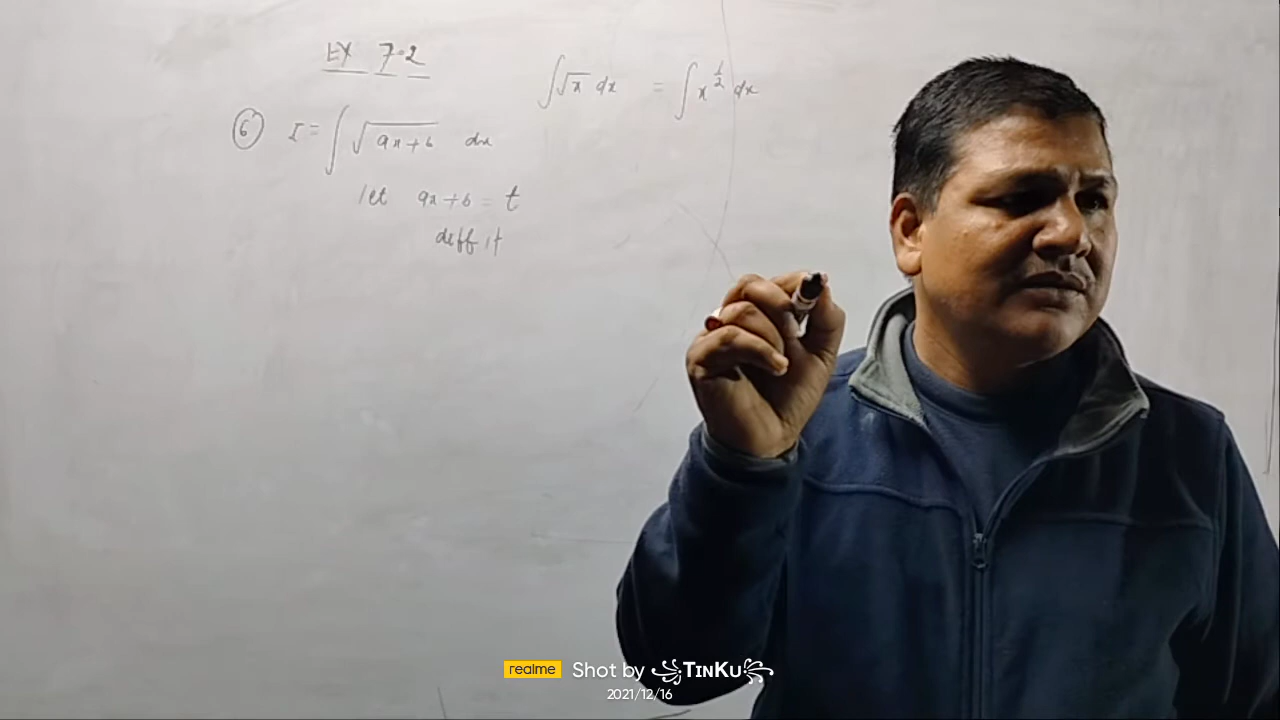 EX 7.2
∫√x dx = ∫x^{1/2} dx
6 I = ∫√(ax+b) dx
let ax+b = t
diff it
realme Shot by TINKU
2021/12/16